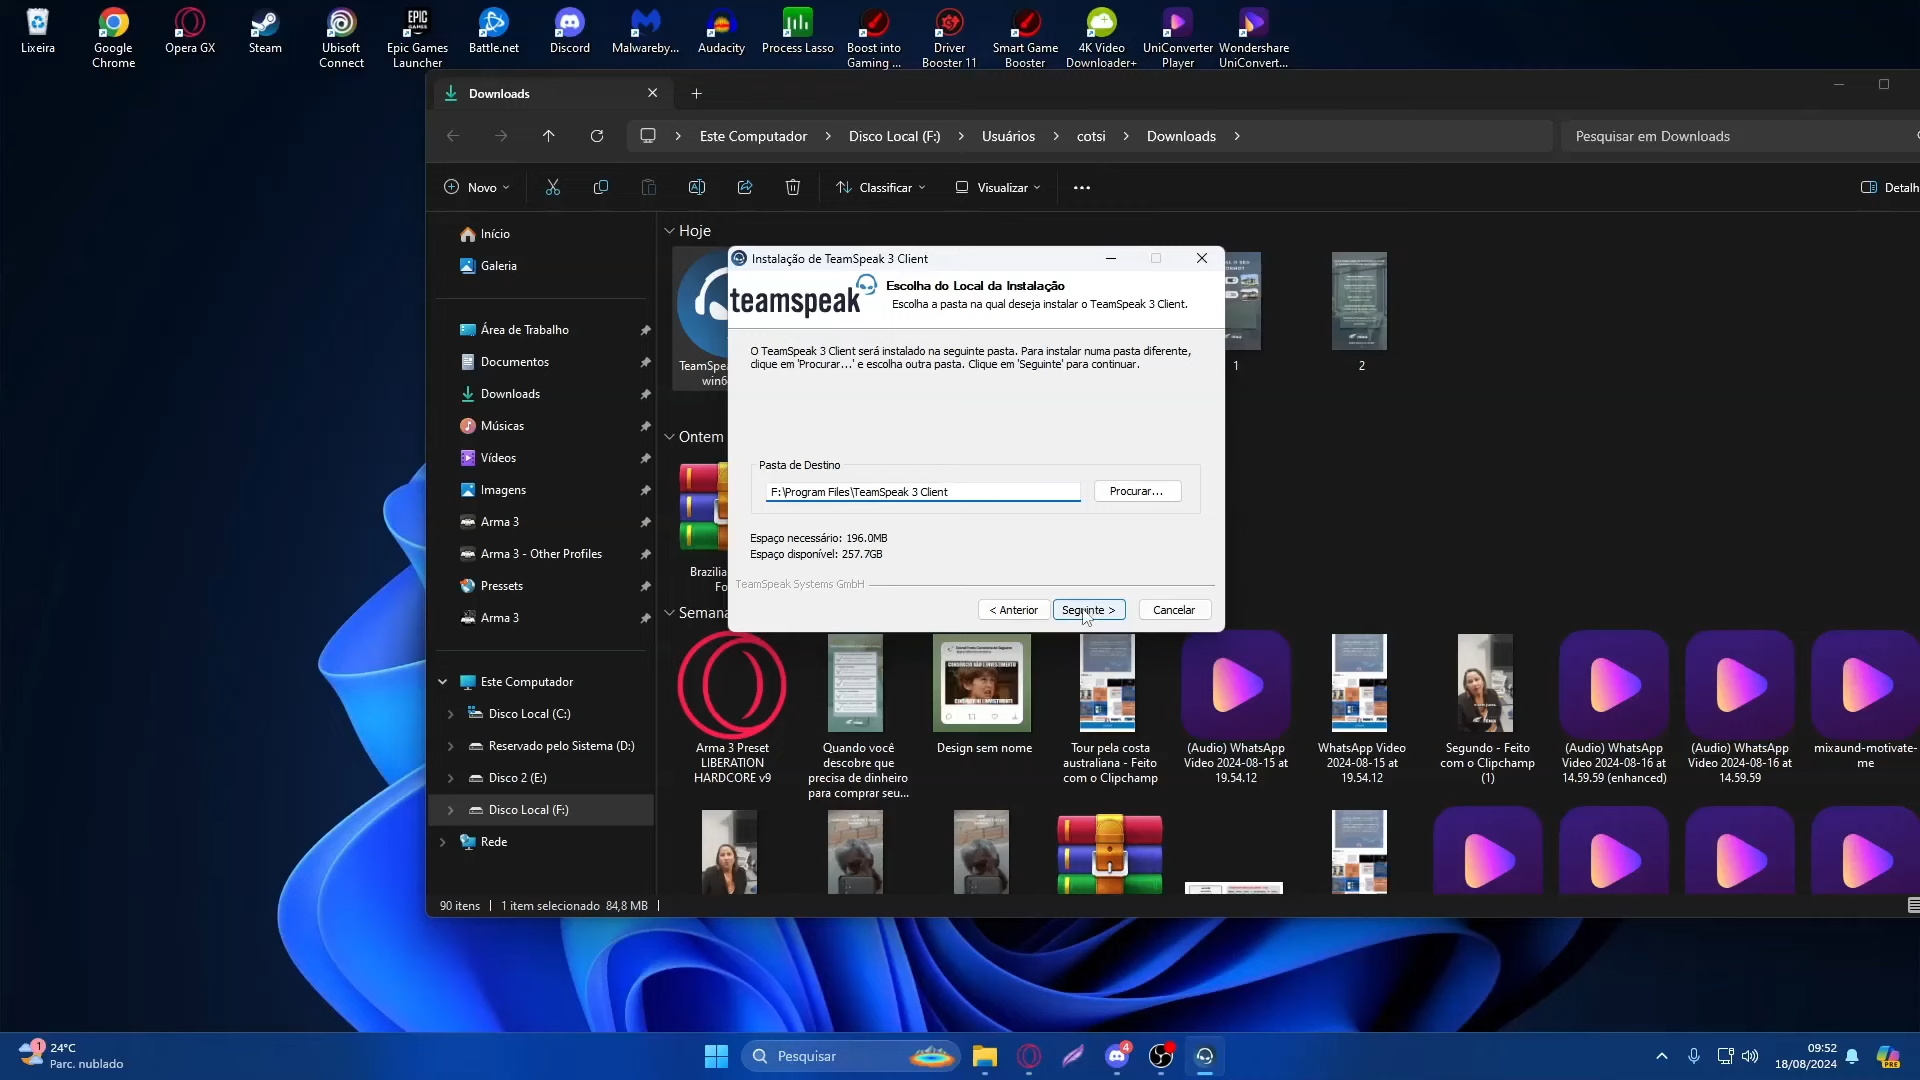 Lixeira
Google
Chrome
Opera GX
Steam
Ubisoft
Connect
EPIC
GAMES
Epic Games
Launcher
Battle.net
Discord
Malwareby...
Audacity
Process Lasso
Boost into
Gaming ...
Driver
Booster 11
Smart Game
Booster
4K Video
Downloader+
UniConverter
Player
Wondershare
UniConvert...
Downloads
Este Computador
Disco Local (F:)
Usuários
cotsi
Downloads
Pesquisar em Downloads
Novo
Classificar
Visualizar
Detalh
Início
Galeria
Área de Trabalho
Documentos
Downloads
Músicas
Vídeos
Imagens
Arma 3
Arma 3 - Other Profiles
Pressets
Arma 3
Este Computador
Disco Local (C:)
Reservado pelo Sistema (D:)
Disco 2 (E:)
Disco Local (F:)
Rede
Hoje
TeamSpe
win6
1
2
Ontem
Brazilia
Fo
Semana
Instalação de TeamSpeak 3 Client
teamspeak
Escolha do Local da Instalação
Escolha a pasta na qual deseja instalar o TeamSpeak 3 Client.
O TeamSpeak 3 Client será instalado na seguinte pasta. Para instalar numa pasta diferente,
clique em 'Procurar...' e escolha outra pasta. Clique em 'Seguinte' para continuar.
Pasta de Destino
F:\Program Files\TeamSpeak 3 Client
Procurar...
Espaço necessário: 196.0MB
Espaço disponível: 257.7GB
TeamSpeak Systems GmbH
< Anterior
Seguinte >
Cancelar
Arma 3 Preset
LIBERATION
HARDCORE v9
Quando você
descobre que
precisa de dinheiro
para comprar seu...
Design sem nome
Tour pela costa
australiana - Feito
com o Clipchamp
(Audio) WhatsApp
Video 2024-08-15 at
19.54.12
WhatsApp Video
2024-08-15 at
19.54.12
Segundo - Feito
com o Clipchamp
(1)
(Audio) WhatsApp
Video 2024-08-16 at
14.59.59 (enhanced)
(Audio) WhatsApp
Video 2024-08-16 at
14.59.59
mixaund-motivate-
me
90 itens
1 item selecionado 84,8 MB
1
24°C
Parc. nublado
Pesquisar
4
09:52
18/08/2024
PRE